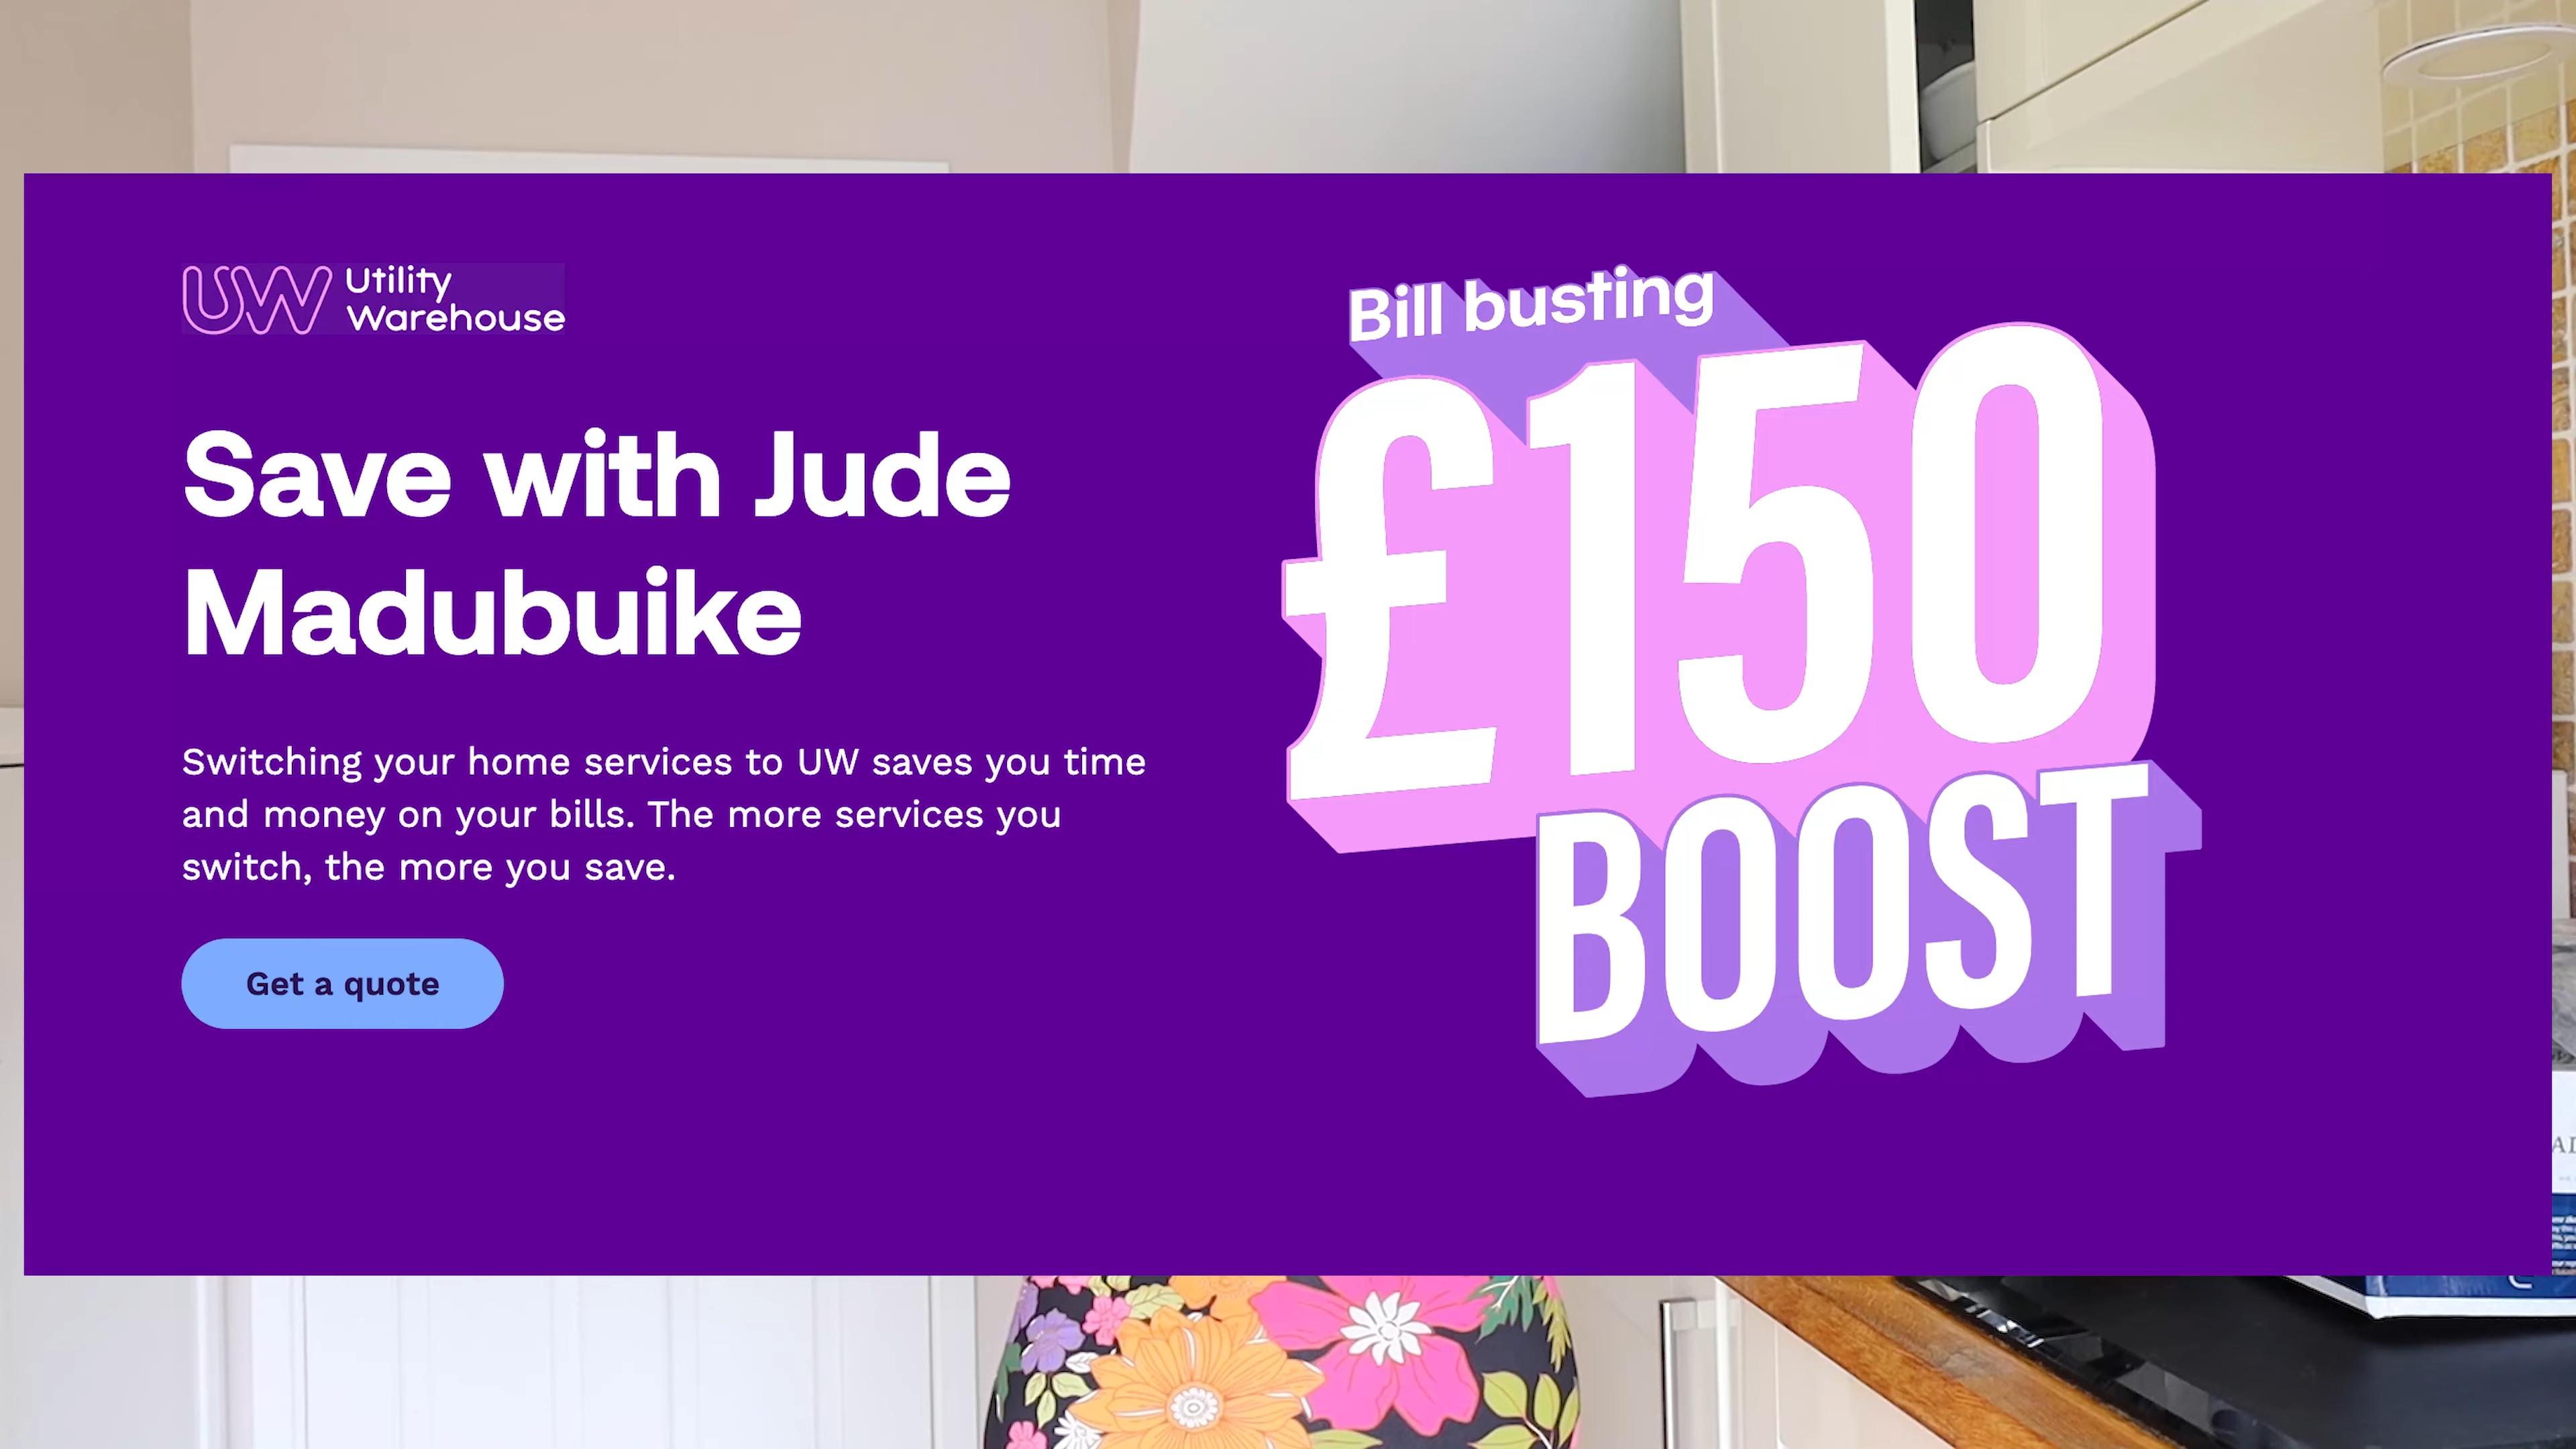 Utility
Warehouse
Save with Jude
Madubuike
Switching your home services to UW saves you time
and money on your bills. The more services you
switch, the more you save.
Get a quote
Bill busting
£150
BOOST